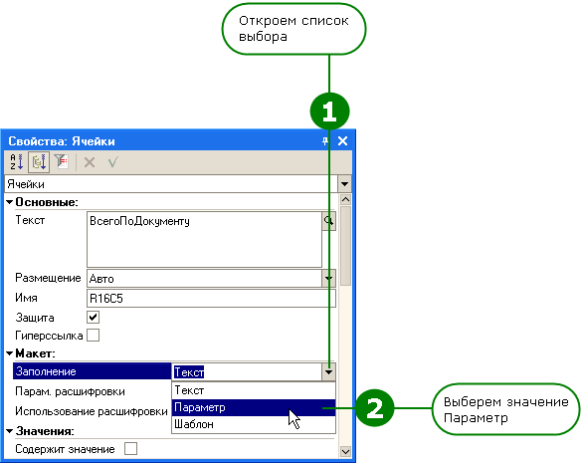 Откроем список
выбора
1
Свойства: Ячейки
Ячейки
Основные:
Текст ВсегоПоДокументу
Размещение Авто
Имя R16C5
Защита
Гиперссылка
Макет:
Заполнение Текст
Парам. расшифровки Текст
Использование расшифровки Параметр
Шаблон
Значения:
Содержит значение
2
Выберем значение
Параметр